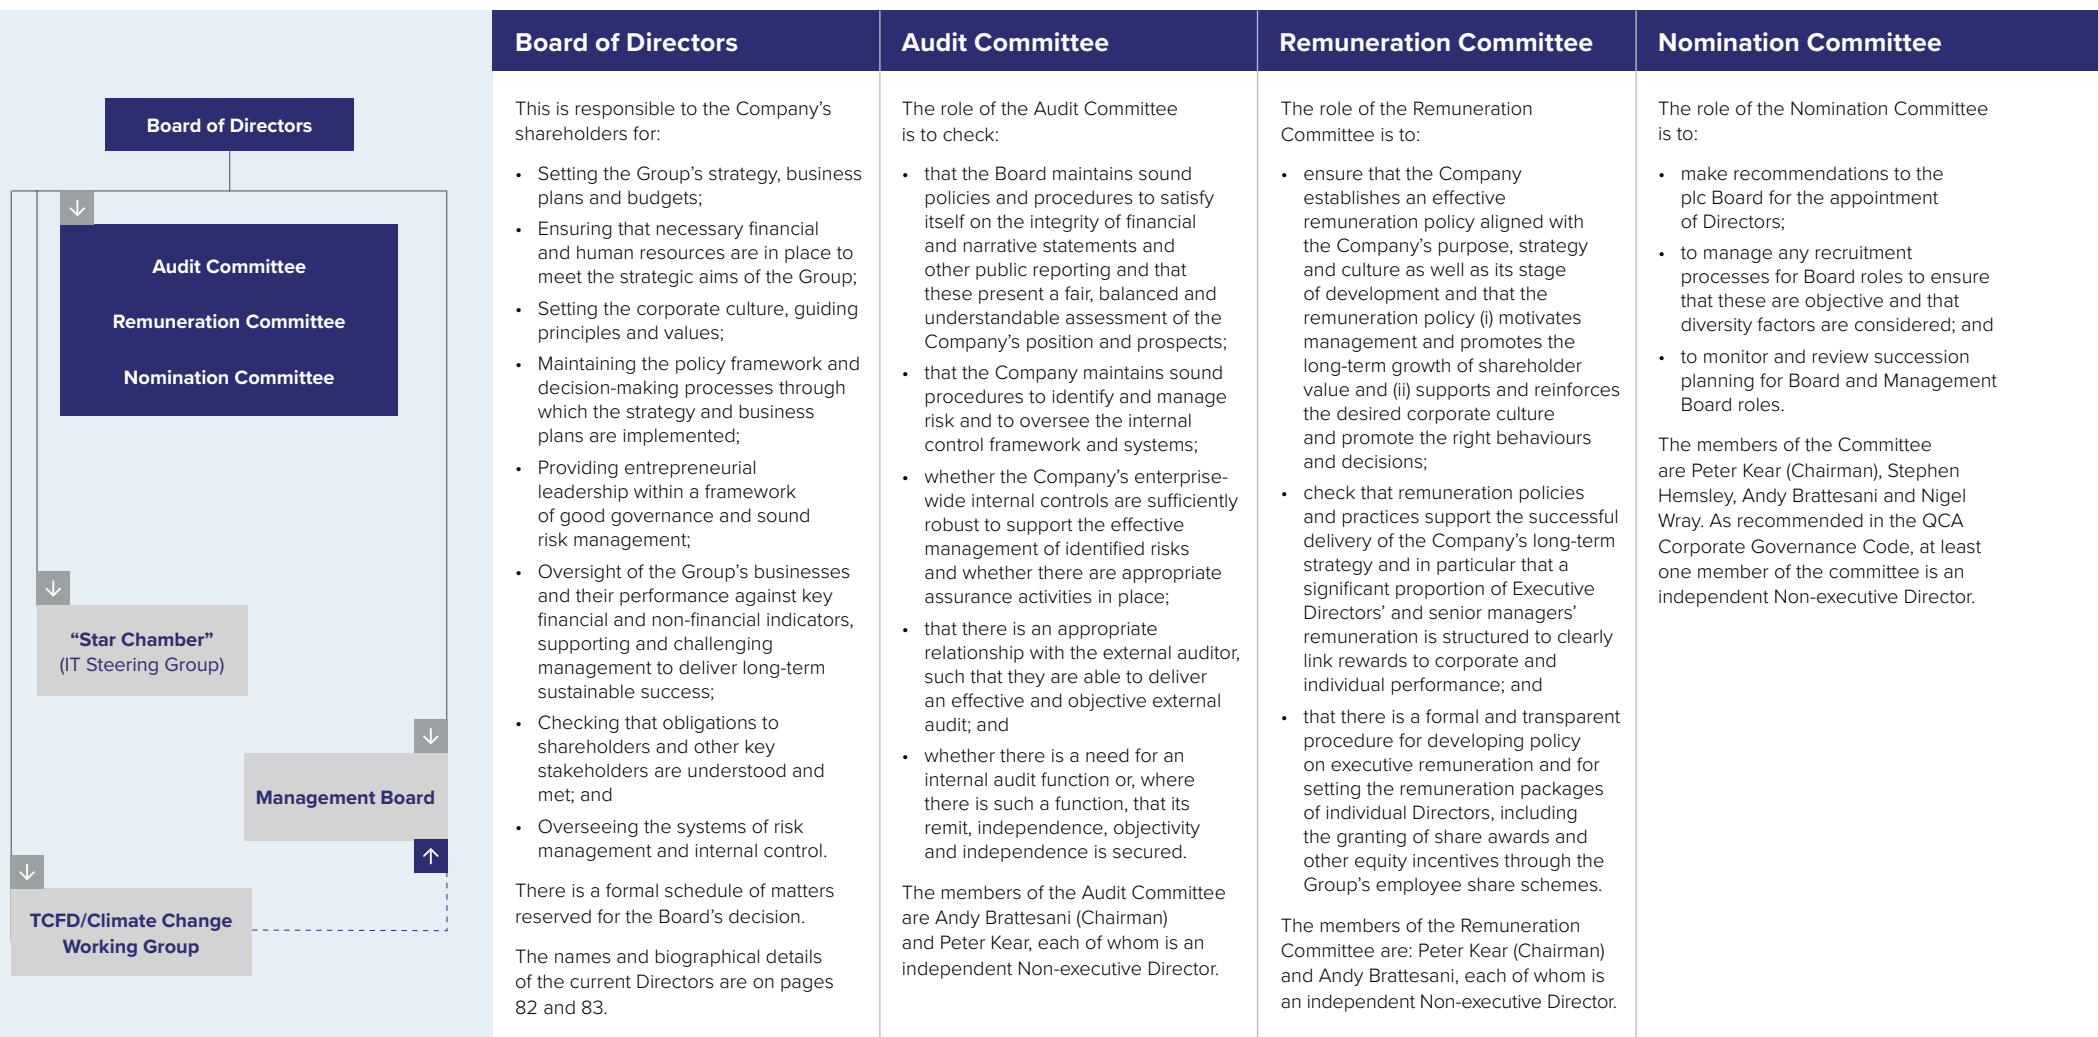 Board of Directors
Audit Committee
Remuneration Committee
Nomination Committee
“Star Chamber”
(IT Steering Group)
Management Board
TCFD/Climate Change
Working Group
Board of Directors
This is responsible to the Company’s
shareholders for:
• Setting the Group’s strategy, business
plans and budgets;
• Ensuring that necessary financial
and human resources are in place to
meet the strategic aims of the Group;
• Setting the corporate culture, guiding
principles and values;
• Maintaining the policy framework and
decision-making processes through
which the strategy and business
plans are implemented;
• Providing entrepreneurial
leadership within a framework
of good governance and sound
risk management;
• Oversight of the Group’s businesses
and their performance against key
financial and non-financial indicators,
supporting and challenging
management to deliver long-term
sustainable success;
• Checking that obligations to
shareholders and other key
stakeholders are understood and
met; and
• Overseeing the systems of risk
management and internal control.
There is a formal schedule of matters
reserved for the Board’s decision.
The names and biographical details
of the current Directors are on pages
82 and 83.
Audit Committee
The role of the Audit Committee
is to check:
• that the Board maintains sound
policies and procedures to satisfy
itself on the integrity of financial
and narrative statements and
other public reporting and that
these present a fair, balanced and
understandable assessment of the
Company’s position and prospects;
• that the Company maintains sound
procedures to identify and manage
risk and to oversee the internal
control framework and systems;
• whether the Company’s enterprise-
wide internal controls are sufficiently
robust to support the effective
management of identified risks
and whether there are appropriate
assurance activities in place;
• that there is an appropriate
relationship with the external auditor,
such that they are able to deliver
an effective and objective external
audit; and
• whether there is a need for an
internal audit function or, where
there is such a function, that its
remit, independence, objectivity
and independence is secured.
The members of the Audit Committee
are Andy Brattesani (Chairman)
and Peter Kear, each of whom is an
independent Non-executive Director.
Remuneration Committee
The role of the Remuneration
Committee is to:
• ensure that the Company
establishes an effective
remuneration policy aligned with
the Company’s purpose, strategy
and culture as well as its stage
of development and that the
remuneration policy (i) motivates
management and promotes the
long-term growth of shareholder
value and (ii) supports and reinforces
the desired corporate culture
and promote the right behaviours
and decisions;
• check that remuneration policies
and practices support the successful
delivery of the Company’s long-term
strategy and in particular that a
significant proportion of Executive
Directors’ and senior managers’
remuneration is structured to clearly
link rewards to corporate and
individual performance; and
• that there is a formal and transparent
procedure for developing policy
on executive remuneration and for
setting the remuneration packages
of individual Directors, including
the granting of share awards and
other equity incentives through the
Group’s employee share schemes.
The members of the Remuneration
Committee are: Peter Kear (Chairman)
and Andy Brattesani, each of whom is
an independent Non-executive Director.
Nomination Committee
The role of the Nomination Committee
is to:
• make recommendations to the
plc Board for the appointment
of Directors;
• to manage any recruitment
processes for Board roles to ensure
that these are objective and that
diversity factors are considered; and
• to monitor and review succession
planning for Board and Management
Board roles.
The members of the Committee
are Peter Kear (Chairman), Stephen
Hemsley, Andy Brattesani and Nigel
Wray. As recommended in the QCA
Corporate Governance Code, at least
one member of the committee is an
independent Non-executive Director.